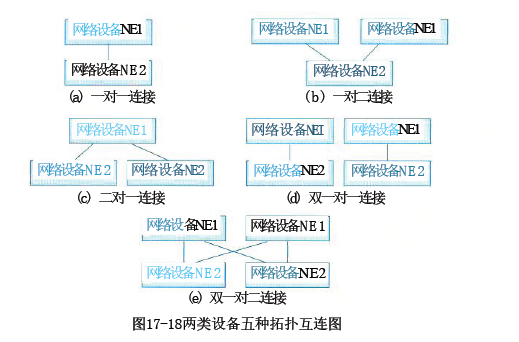 网络设备NE1
网络设备NE2
(a) 一对一连接
网络设备NE1 网络设备NE1
网络设备NE2
(b) 一对二连接
网络设备NE1
网络设备NE2 网络设备NE2
(c) 二对一连接
网络设备NEI 网络设备NE1
网络设备NE2 网络设备NE2
(d) 双一对一连接
网络设备NE1 网络设备NE1
网络设备NE2 网络设备NE2
(e) 双一对二连接
图17-18两类设备五种拓扑互连图